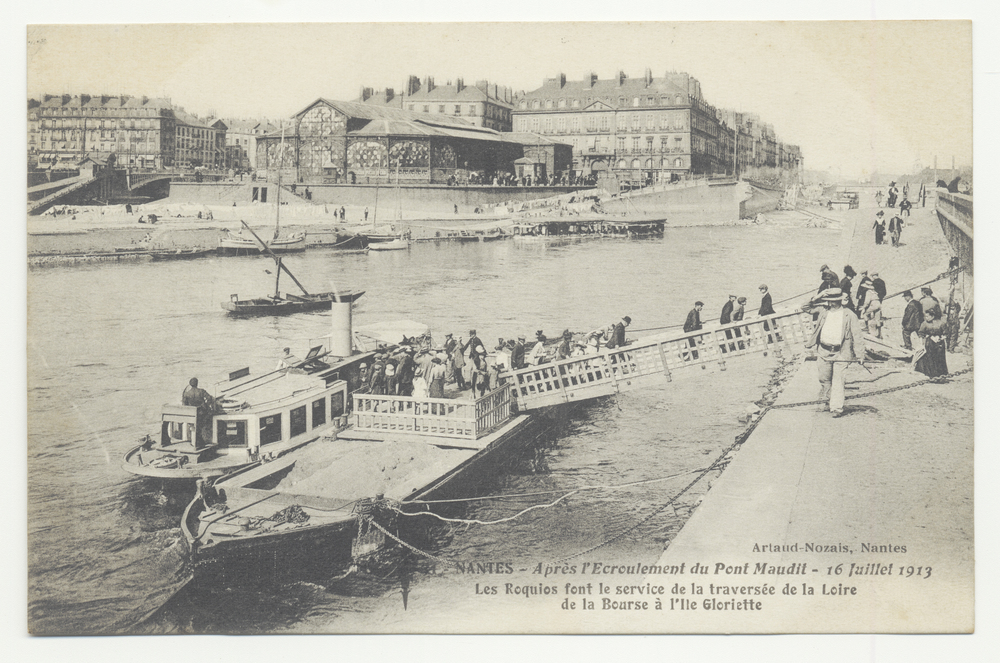 Artaud-Nozais, Nantes
NANTES - Après l'Ecroulement du Pont Maudit - 16 Juillet 1913
Les Roquios font le service de la traversée de la Loire
de la Bourse à l'Ile Gloriette